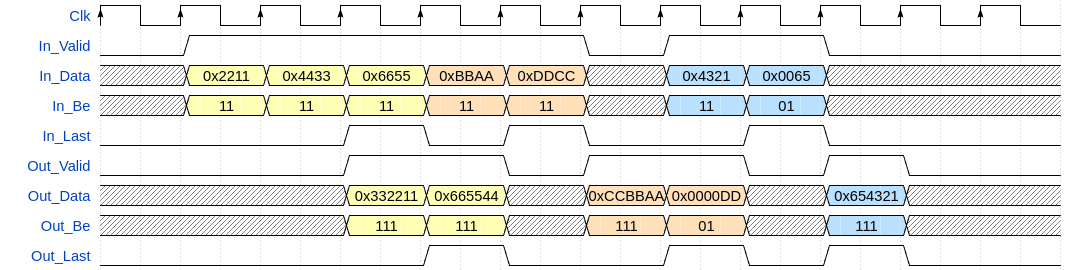 Clk
In_Valid
In_Data 0x2211 0x4433 0x6655 0xBBAA 0xDDCC 0x4321 0x0065
In_Be 11 11 11 11 11 11 01
In_Last
Out_Valid
Out_Data 0x332211 0x665544 0xCCBBAA 0x0000DD 0x654321
Out_Be 111 111 111 01 111
Out_Last